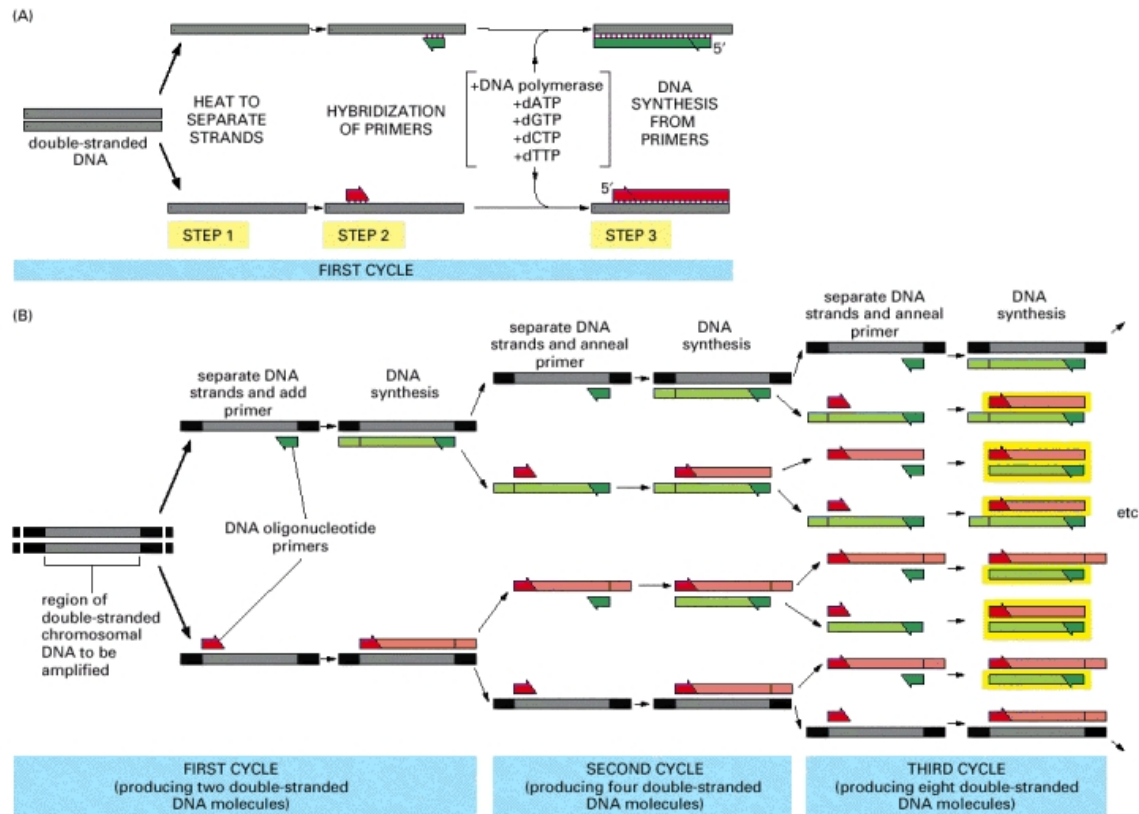 (A)
double-stranded
DNA
HEAT TO
SEPARATE
STRANDS
STEP 1
HYBRIDIZATION
OF PRIMERS
STEP 2
+DNA polymerase
+dATP
+dGTP
+dCTP
+dTTP
5′
DNA
SYNTHESIS
FROM
PRIMERS
5′
STEP 3
FIRST CYCLE
(B)
region of
double-stranded
chromosomal
DNA to be
amplified
separate DNA
strands and add
primer
DNA
synthesis
DNA oligonucleotide
primers
separate DNA
strands and anneal
primer
DNA
synthesis
separate DNA
strands and anneal
primer
DNA
synthesis
etc
FIRST CYCLE
(producing two double-stranded
DNA molecules)
SECOND CYCLE
(producing four double-stranded
DNA molecules)
THIRD CYCLE
(producing eight double-stranded
DNA molecules)